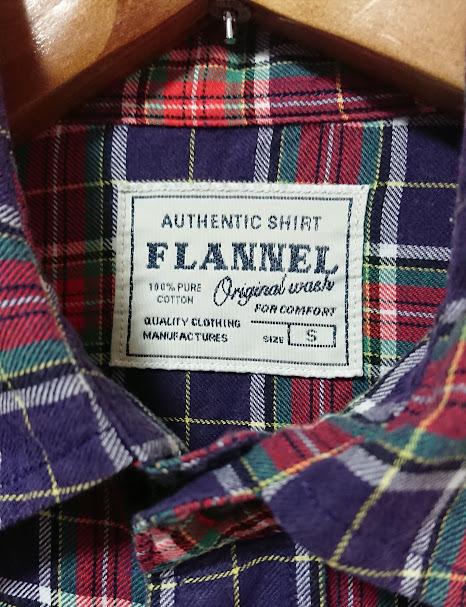 AUTHENTIC SHIRT
FLANNEL
100% PURE
COTTON
Original wash
FOR COMFORT
QUALITY CLOTHING
MANUFACTURES
SIZE S